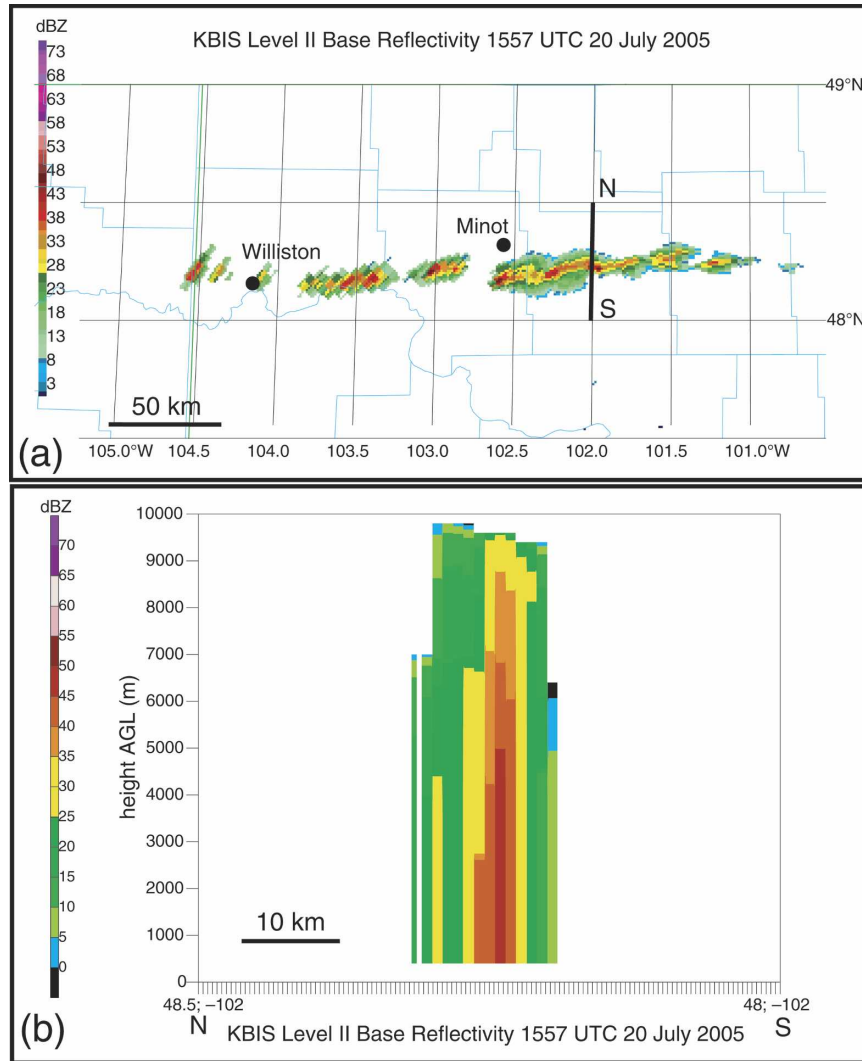 dBZ
KBIS Level II Base Reflectivity 1557 UTC 20 July 2005
73
68
63
58
53
48
43
38
33
28
23
18
13
8
3
49°N
N
Minot
Williston
S
48°N
50 km
(a)
105.0°W 104.5 104.0 103.5 103.0 102.5 102.0 101.5 101.0°W
dBZ
70
65
60
55
50
45
40
35
30
25
20
15
10
5
0
10000
9000
8000
7000
6000
5000
4000
3000
2000
1000
0
height AGL (m)
10 km
48.5; –102 48; –102
(b) N KBIS Level II Base Reflectivity 1557 UTC 20 July 2005 S